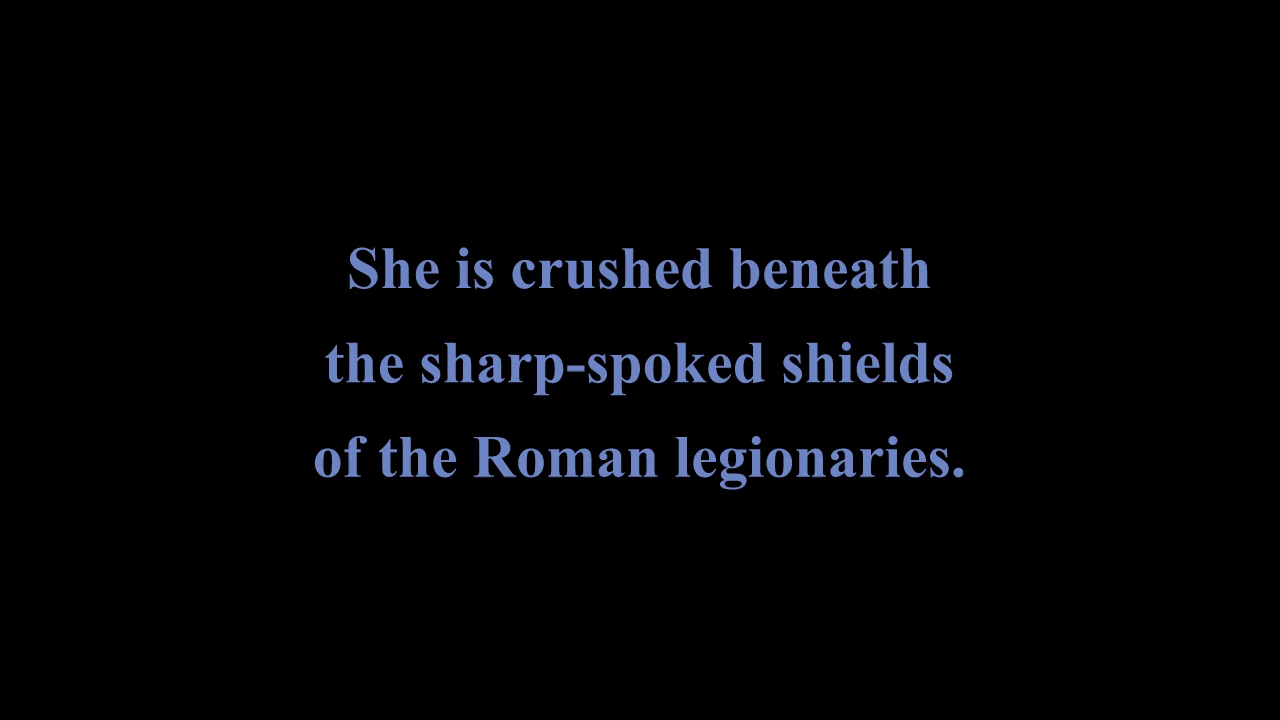 She is crushed beneath
the sharp-spoked shields
of the Roman legionaries.